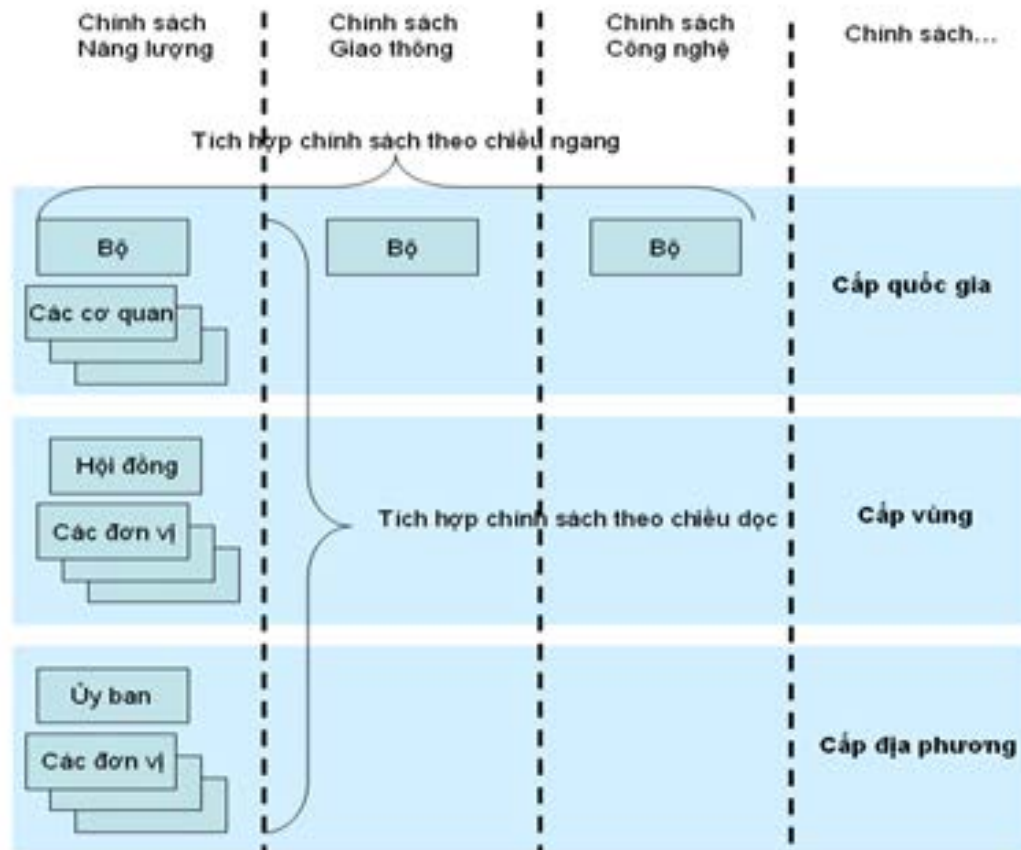 Chính sách
Năng lượng
Chính sách
Giao thông
Chính sách
Công nghệ
Chính sách...
Tích hợp chính sách theo chiều ngang
Bộ
Bộ
Bộ
Các cơ quan
Cấp quốc gia
Hội đồng
Các đơn vị
Tích hợp chính sách theo chiều dọc
Cấp vùng
Ủy ban
Các đơn vị
Cấp địa phương